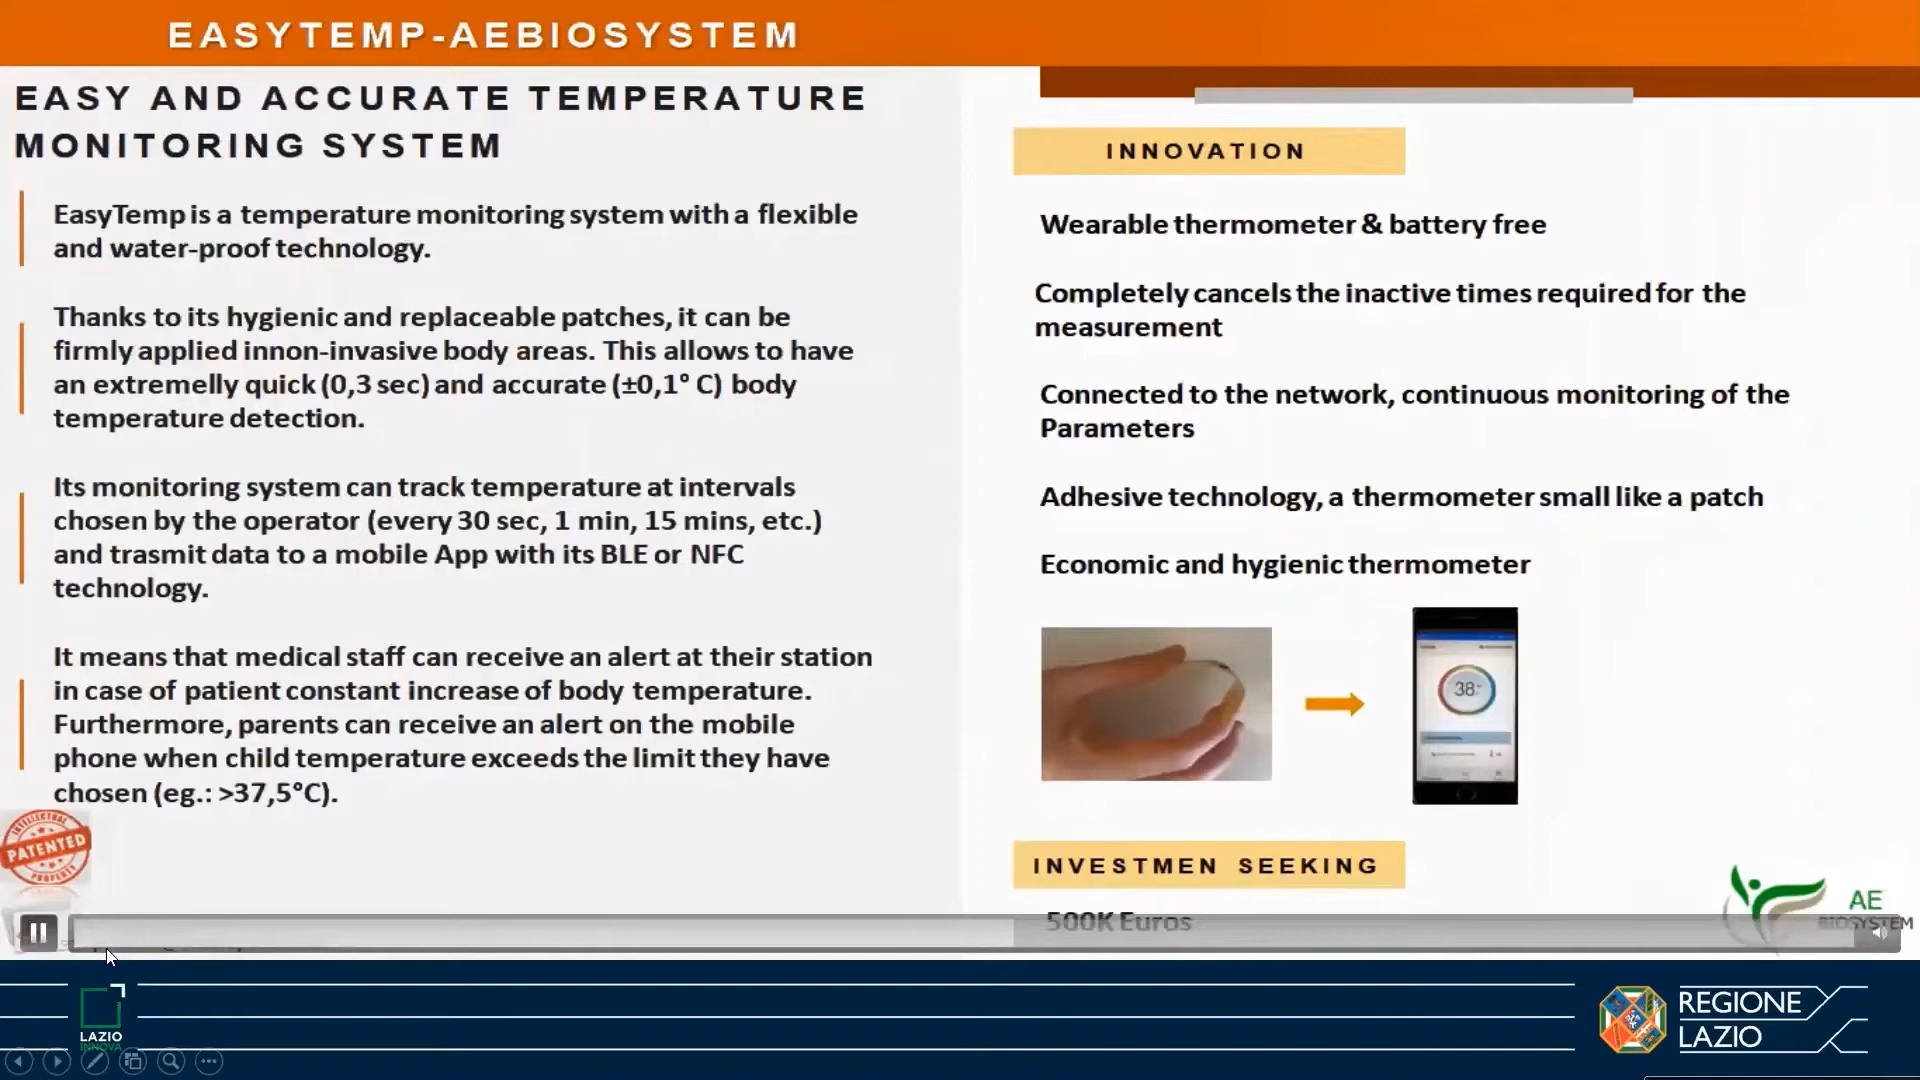 EASYTEMP-AEBIOSYSTEM
EASY AND ACCURATE TEMPERATURE
MONITORING SYSTEM
EasyTemp is a temperature monitoring system with a flexible
and water-proof technology.
Thanks to its hygienic and replaceable patches, it can be
firmly applied innon-invasive body areas. This allows to have
an extremelly quick (0,3 sec) and accurate (±0,1° C) body
temperature detection.
Its monitoring system can track temperature at intervals
chosen by the operator (every 30 sec, 1 min, 15 mins, etc.)
and trasmit data to a mobile App with its BLE or NFC
technology.
It means that medical staff can receive an alert at their station
in case of patient constant increase of body temperature.
Furthermore, parents can receive an alert on the mobile
phone when child temperature exceeds the limit they have
chosen (eg.: >37,5°C).
INTELLECTUAL
PATENTED
PROPERTY
INNOVATION
Wearable thermometer & battery free
Completely cancels the inactive times required for the
measurement
Connected to the network, continuous monitoring of the
Parameters
Adhesive technology, a thermometer small like a patch
Economic and hygienic thermometer
38
INVESTMEN SEEKING
500K Euros
AE
BIOSYSTEM
LAZIO
INNOVA
REGIONE
LAZIO